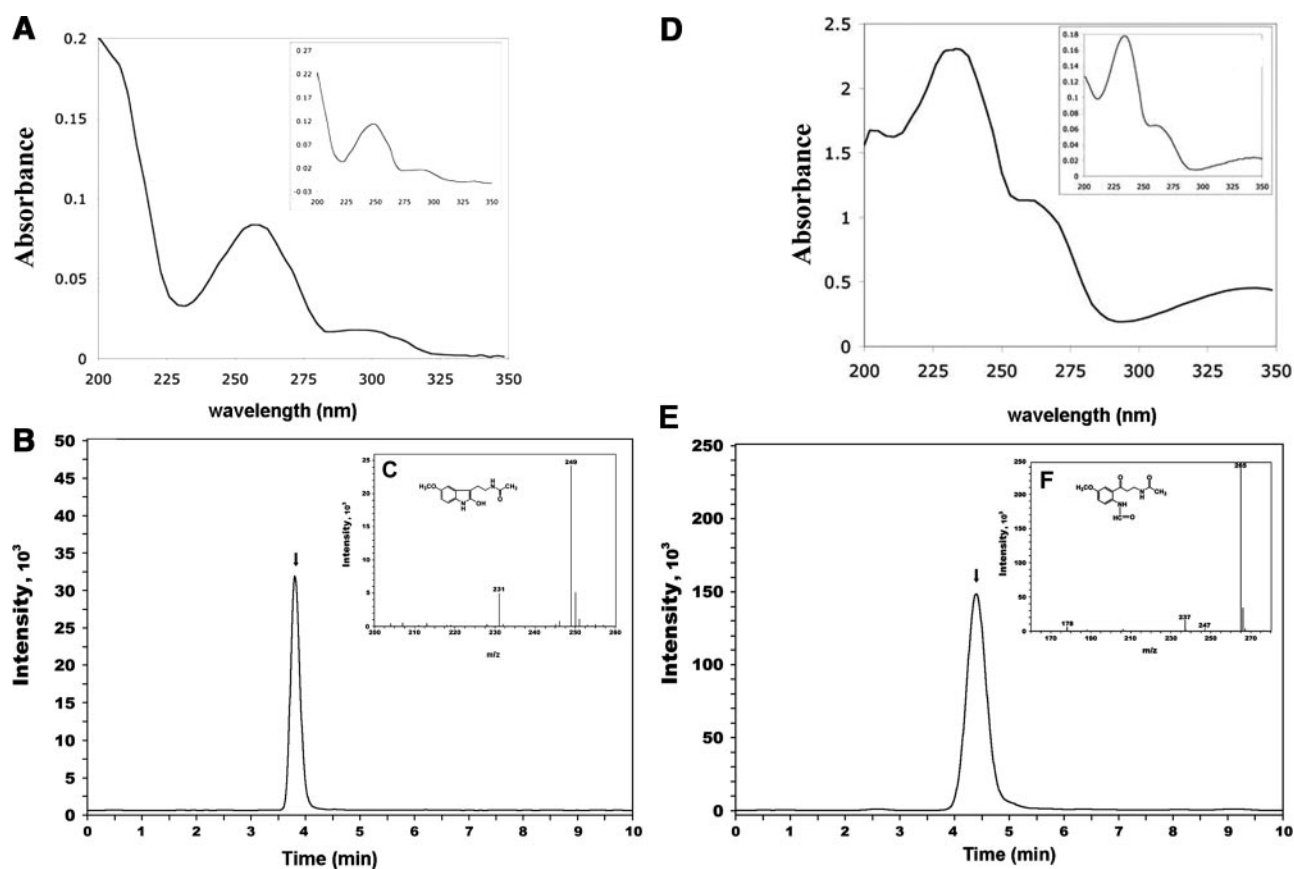 A
Absorbance
0.2
0.15
0.1
0.05
0
200 225 250 275 300 325 350
wavelength (nm)
0.27
0.22
0.17
0.12
0.07
0.02
-0.03
200 225 250 275 300 325 350
D
Absorbance
2.5
2
1.5
1
0.5
0
200 225 250 275 300 325 350
wavelength (nm)
0.18
0.16
0.14
0.12
0.1
0.08
0.06
0.04
0.02
0
200 225 250 275 300 325 350
B
Intensity, 10³
50
45
40
35
30
25
20
15
10
5
0
0 1 2 3 4 5 6 7 8 9 10
Time (min)
C
Intensity, 10³
25
20
15
10
5
0
200 210 220 230 240 250 260
m/z
249
231
H₃CO
N
H
OH
H
N
O
CH₃
E
Intensity, 10³
250
200
150
100
50
0
0 1 2 3 4 5 6 7 8 9 10
Time (min)
F
Intensity, 10³
250
200
150
100
50
0
170 190 210 230 250 270
m/z
265
237
247
178
H₃CO
O
O
H
N
CH₃
NH
HC=O